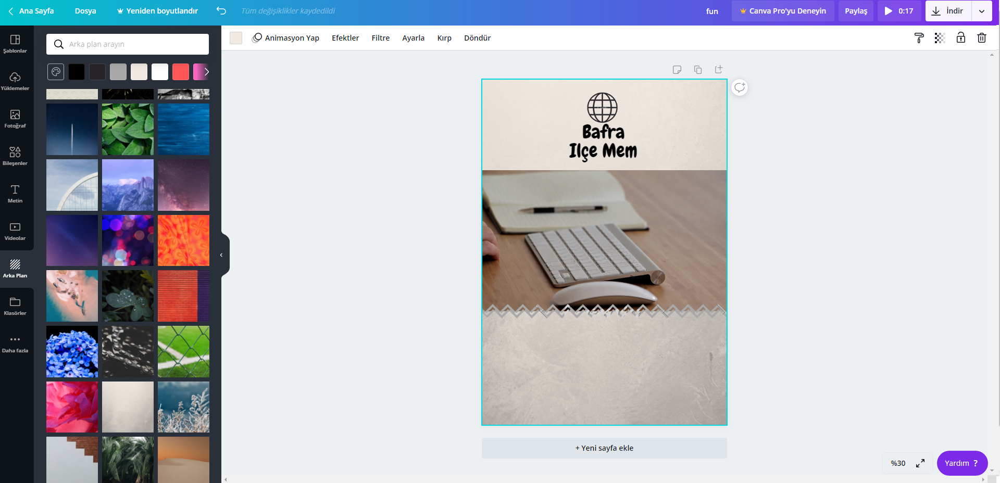 Ana Sayfa
Dosya
Yeniden boyutlandır
Tüm değişiklikler kaydedildi
fun
Canva Pro'yu Deneyin
Paylaş
0:17
İndir
Şablonlar
Yüklemeler
Fotoğraf
Bileşenler
Metin
Videolar
Arka Plan
Klasörler
Daha fazla
Arka plan arayın
Animasyon Yap
Efektler
Filtre
Ayarla
Kırp
Döndür
Bafra
Ilçe Mem
+ Yeni sayfa ekle
%30
Yardım ?